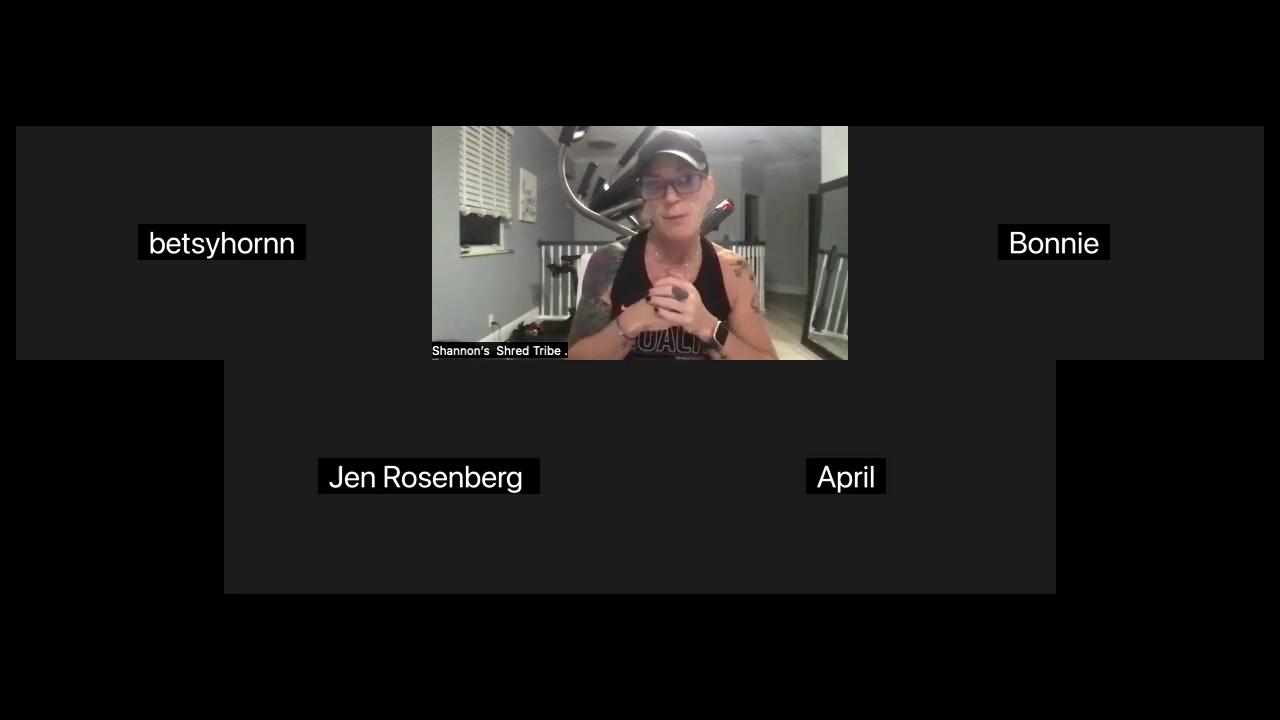 betsyhornn
Shannon's Shred Tribe .
Bonnie
Jen Rosenberg
April